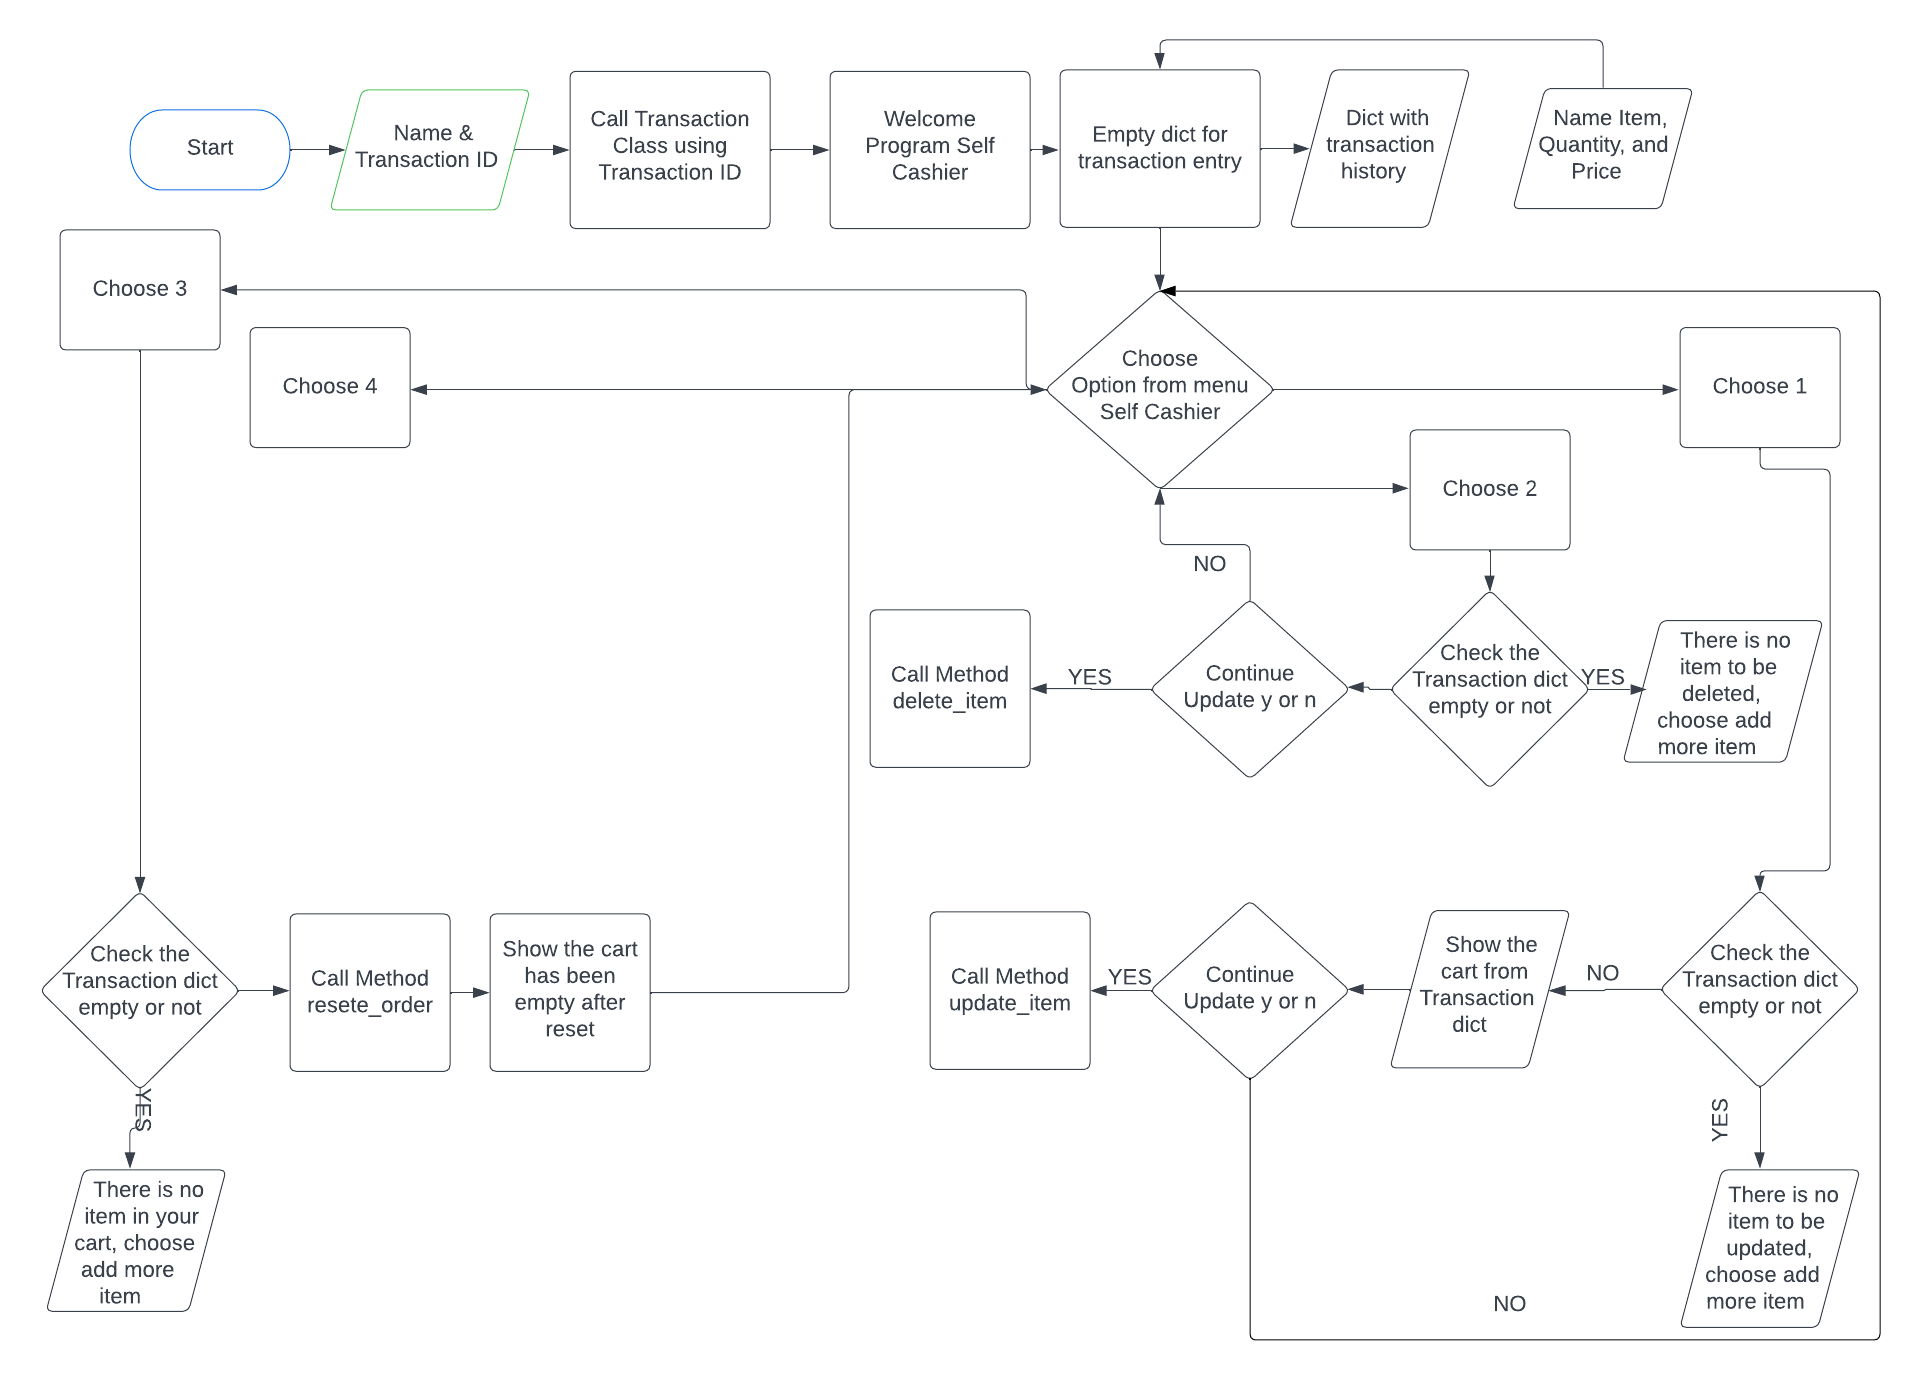 Start
Name &
Transaction ID
Call Transaction
Class using
Transaction ID
Welcome
Program Self
Cashier
Empty dict for
transaction entry
Dict with
transaction
history
Name Item,
Quantity, and
Price
Choose 3
Choose 4
Choose
Option from menu
Self Cashier
Choose 1
Choose 2
NO
Call Method
delete_item
YES
Continue
Update y or n
Check the
Transaction dict
empty or not
YES
There is no
item to be
deleted,
choose add
more item
Check the
Transaction dict
empty or not
Call Method
resete_order
Show the cart
has been
empty after
reset
Call Method
update_item
YES
Continue
Update y or n
Show the
cart from
Transaction
dict
NO
Check the
Transaction dict
empty or not
YES
YES
There is no
item in your
cart, choose
add more
item
There is no
item to be
updated,
choose add
more item
NO